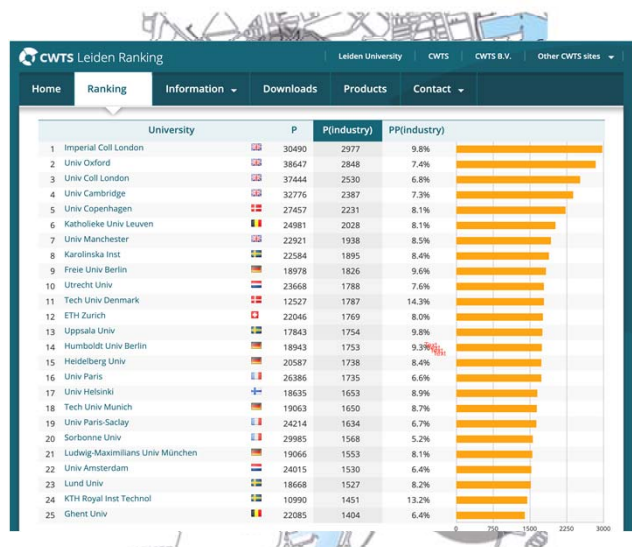 CWTS Leiden Ranking
Leiden University CWTS CWTS B.V. Other CWTS sites
Home Ranking Information Downloads Products Contact
University P P(industry) PP(industry)
1 Imperial Coll London 30490 2977 9.8%
2 Univ Oxford 38647 2848 7.4%
3 Univ Coll London 37444 2530 6.8%
4 Univ Cambridge 32776 2387 7.3%
5 Univ Copenhagen 27457 2231 8.1%
6 Katholieke Univ Leuven 24981 2028 8.1%
7 Univ Manchester 22921 1938 8.5%
8 Karolinska Inst 22584 1895 8.4%
9 Freie Univ Berlin 18978 1826 9.6%
10 Utrecht Univ 23668 1788 7.6%
11 Tech Univ Denmark 12527 1787 14.3%
12 ETH Zurich 22046 1769 8.0%
13 Uppsala Univ 17843 1754 9.8%
14 Humboldt Univ Berlin 18943 1753 9.3%
15 Heidelberg Univ 20587 1738 8.4%
16 Univ Paris 26386 1735 6.6%
17 Univ Helsinki 18635 1653 8.9%
18 Tech Univ Munich 19063 1650 8.7%
19 Univ Paris-Saclay 24214 1634 6.7%
20 Sorbonne Univ 29985 1568 5.2%
21 Ludwig-Maximilians Univ München 19066 1553 8.1%
22 Univ Amsterdam 24015 1530 6.4%
23 Lund Univ 18668 1527 8.2%
24 KTH Royal Inst Technol 10990 1451 13.2%
25 Ghent Univ 22085 1404 6.4%
0 750 1500 2250 3000